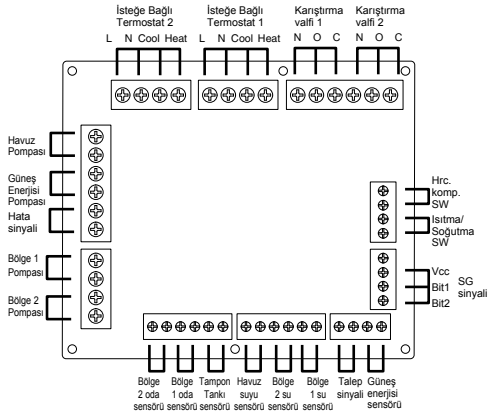 İsteğe Bağlı
Termostat 2
İsteğe Bağlı
Termostat 1
Karıştırma
valfi 1
Karıştırma
valfi 2
L N Cool Heat
L N Cool Heat
N O C
N O C
Havuz
Pompası
Güneş
Enerjisi
Pompası
Hata
sinyali
Bölge 1
Pompası
Bölge 2
Pompası
Hrc.
komp.
SW
Isıtma/
Soğutma
SW
Vcc
Bit1
Bit2
SG
sinyali
Bölge
2 oda
sensörü
Bölge
1 oda
sensörü
Tampon
Tankı
sensörü
Havuz
suyu
sensörü
Bölge
2 su
sensörü
Bölge
1 su
sensörü
Talep
sinyali
Güneş
enerjisi
sensörü